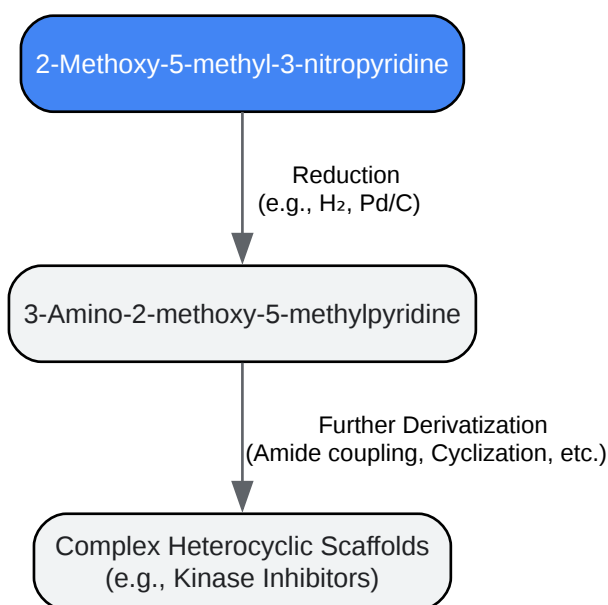 2-Methoxy-5-methyl-3-nitropyridine
Reduction
(e.g., H₂, Pd/C)
3-Amino-2-methoxy-5-methylpyridine
Further Derivatization
(Amide coupling, Cyclization, etc.)
Complex Heterocyclic Scaffolds
(e.g., Kinase Inhibitors)